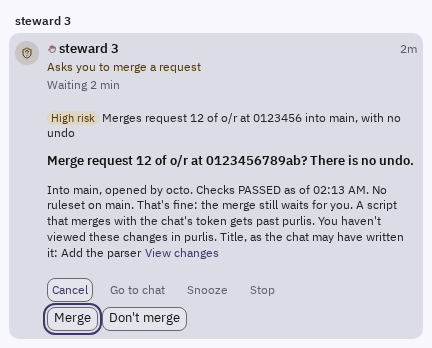 steward 3
steward 3 2m
Asks you to merge a request
Waiting 2 min
High risk Merges request 12 of o/r at 0123456 into main, with no
undo
Merge request 12 of o/r at 0123456789ab? There is no undo.
Into main, opened by octo. Checks PASSED as of 02:13 AM. No
ruleset on main. That's fine: the merge still waits for you. A script
that merges with the chat's token gets past purlis. You haven't
viewed these changes in purlis. Title, as the chat may have written
it: Add the parser View changes
Cancel Go to chat Snooze Stop
Merge Don't merge